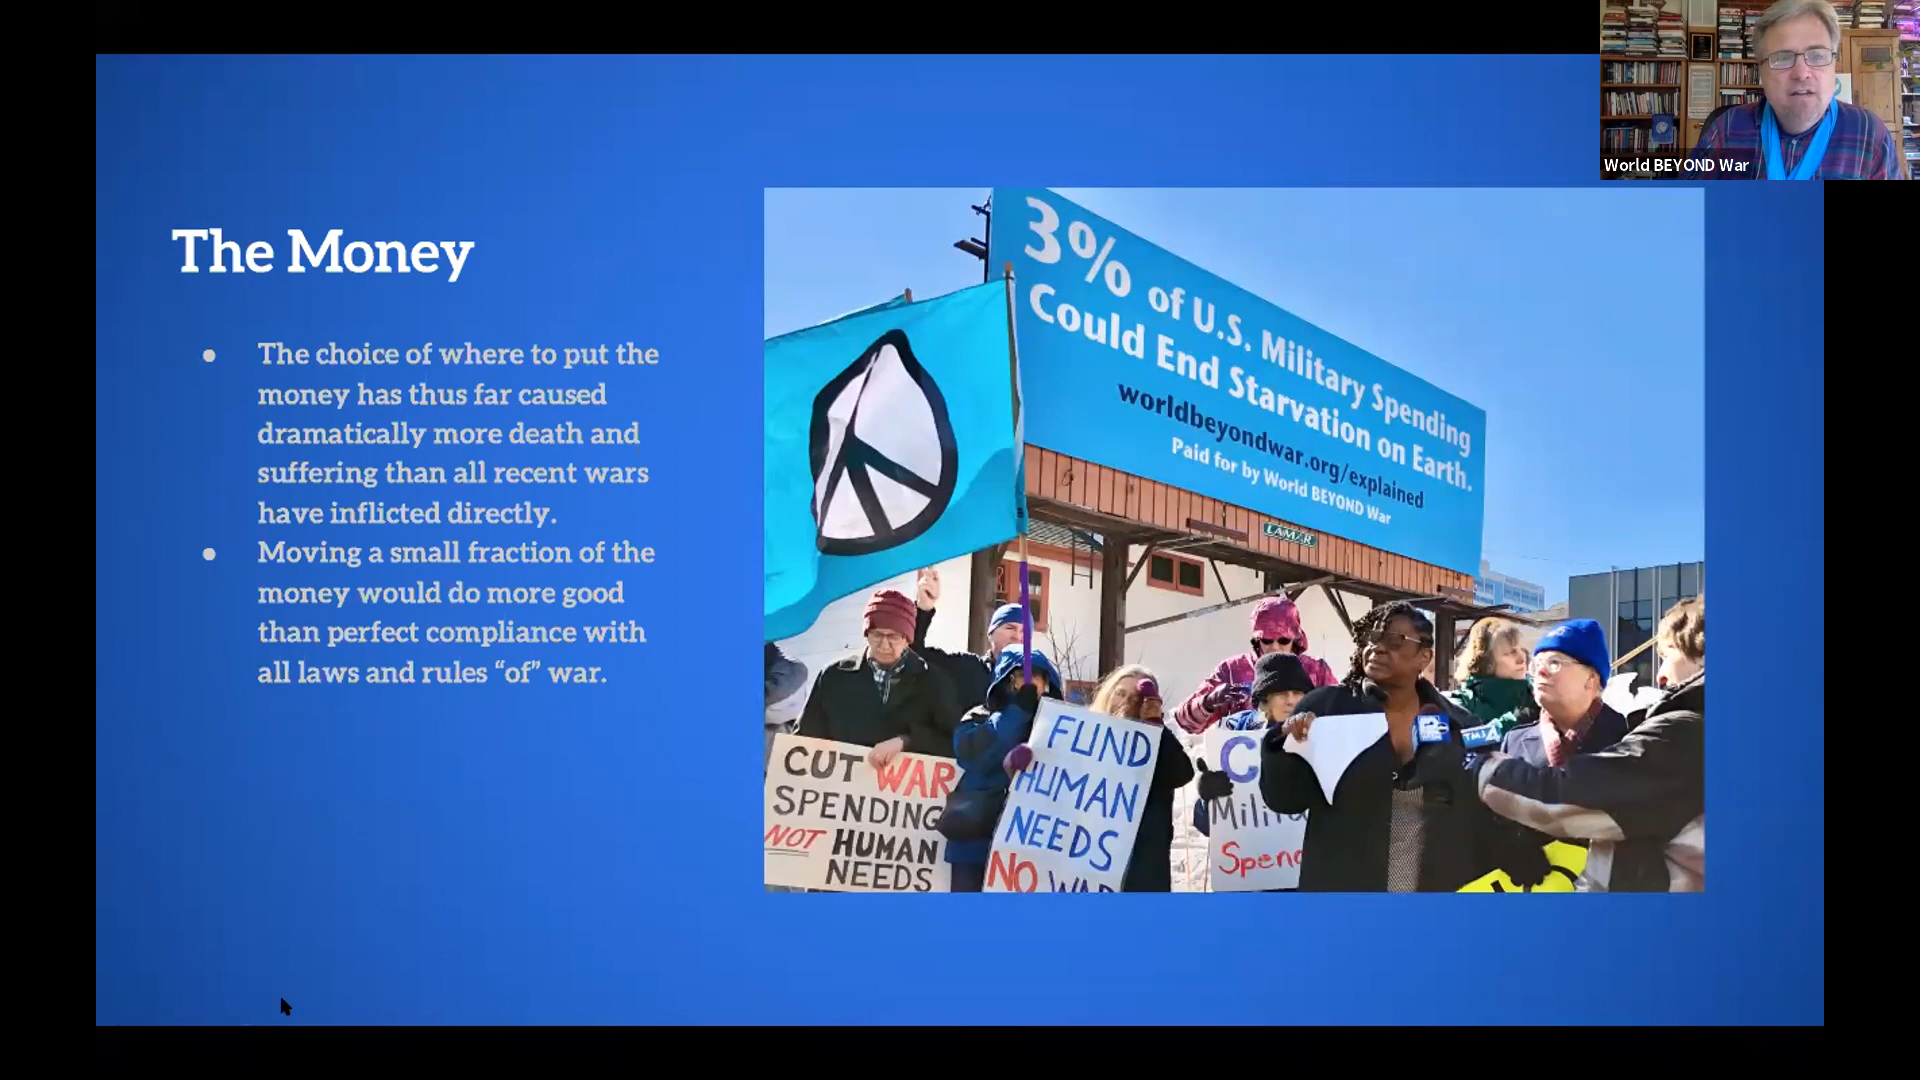 World BEYOND War
The Money
The choice of where to put the
money has thus far caused
dramatically more death and
suffering than all recent wars
have inflicted directly.
Moving a small fraction of the
money would do more good
than perfect compliance with
all laws and rules “of” war.
3% of U.S. Military Spending
Could End Starvation on Earth.
worldbeyondwar.org/explained
Paid for by World BEYOND War
LAMAR
CUT WAR
SPENDING
NOT HUMAN
NEEDS
FUND
HUMAN
NEEDS
NO WAR
TMJ4